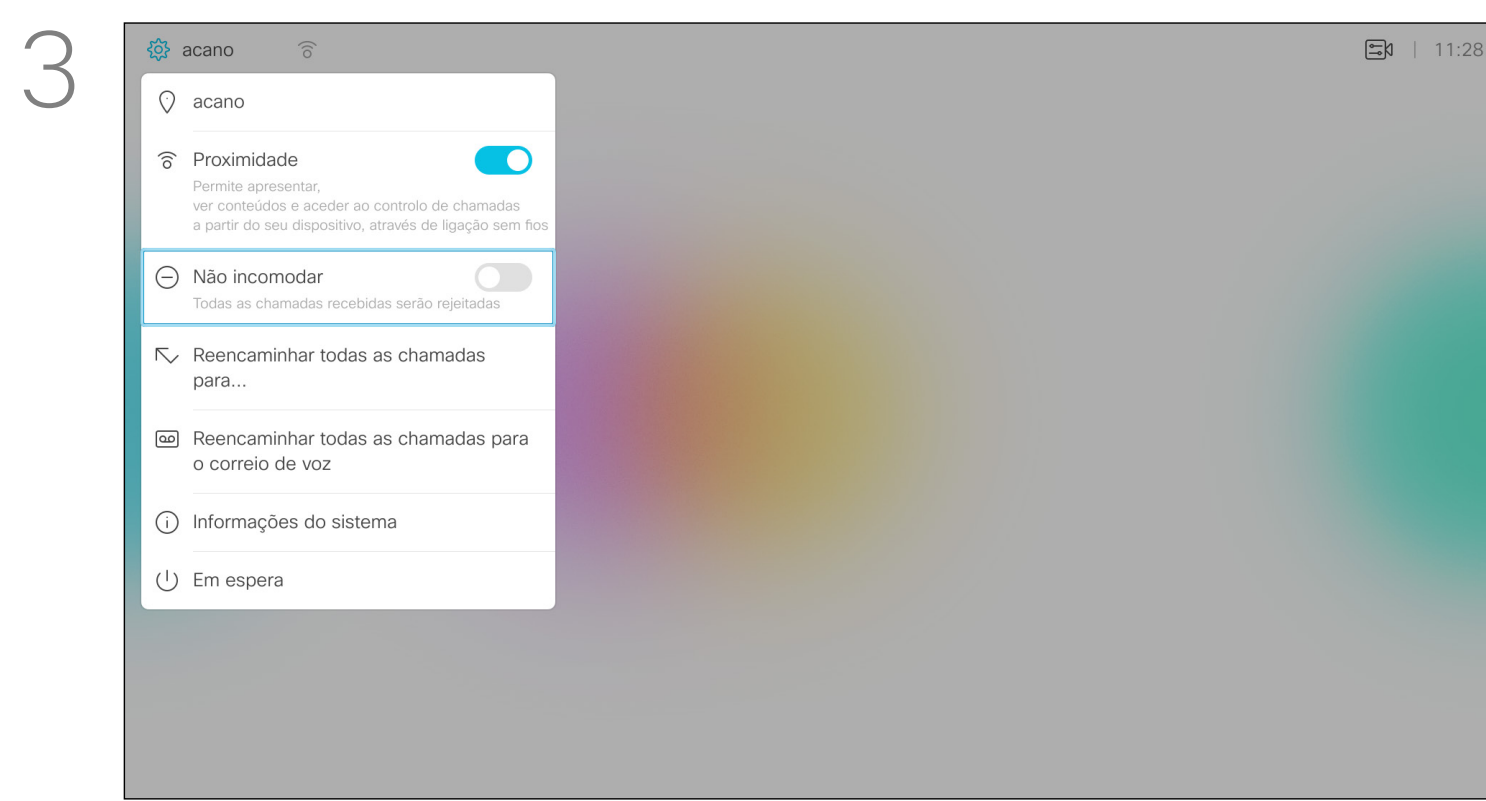 3
acano
11:28
acano
Proximidade
Permite apresentar,
ver conteúdos e aceder ao controlo de chamadas
a partir do seu dispositivo, através de ligação sem fios
Não incomodar
Todas as chamadas recebidas serão rejeitadas
Reencaminhar todas as chamadas
para...
Reencaminhar todas as chamadas para
o correio de voz
Informações do sistema
Em espera